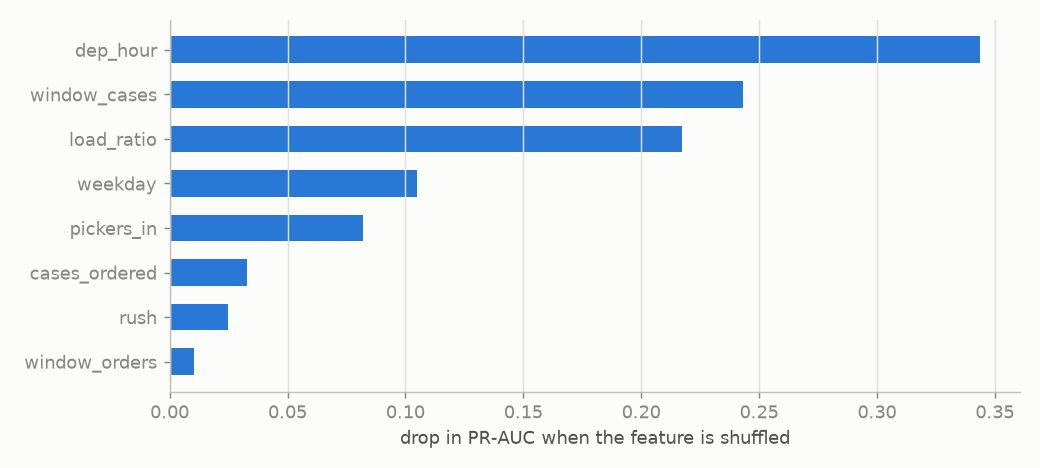 dep_hour
window_cases
load_ratio
weekday
pickers_in
cases_ordered
rush
window_orders
0.00 0.05 0.10 0.15 0.20 0.25 0.30 0.35
drop in PR-AUC when the feature is shuffled